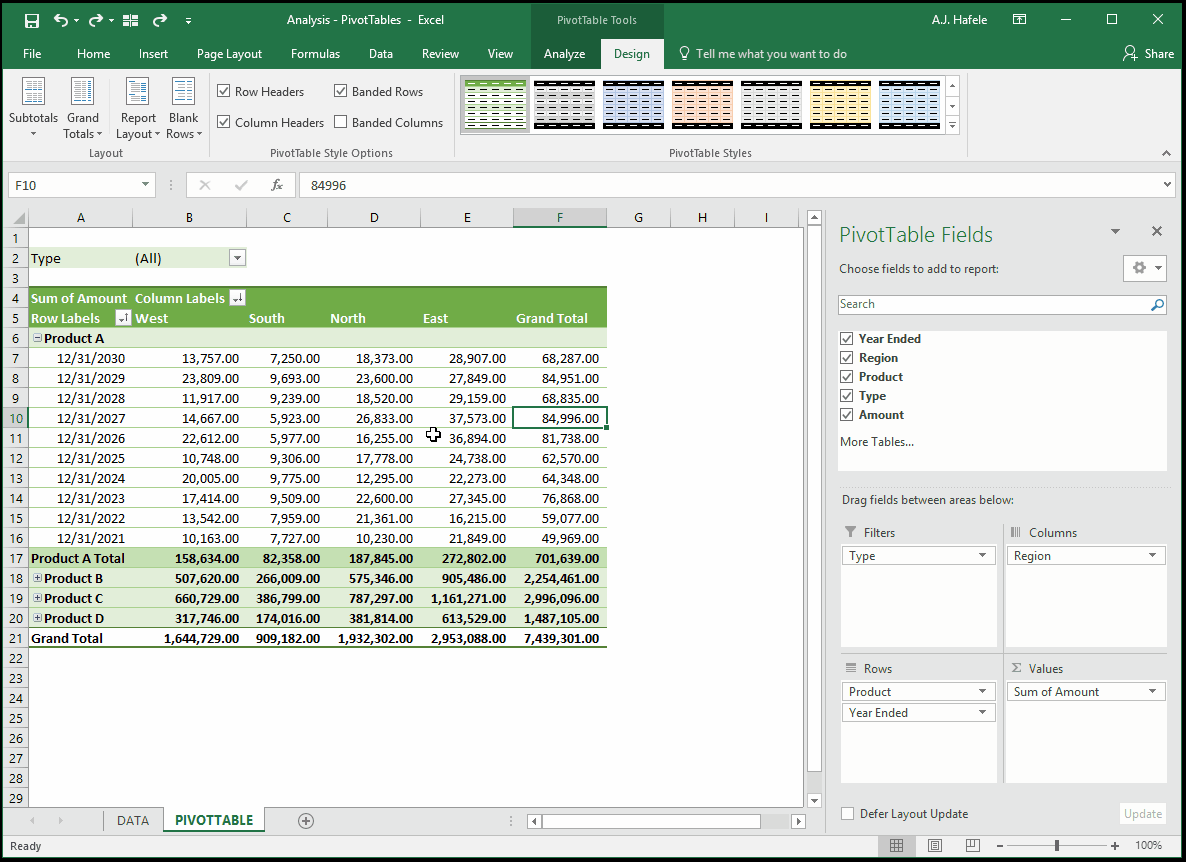 Analysis - PivotTables - Excel
PivotTable Tools
A.J. Hafele
File Home Insert Page Layout Formulas Data Review View Analyze Design Tell me what you want to do Share
Subtotals
Grand Totals
Report Layout
Blank Rows
Layout
Row Headers
Banded Rows
Column Headers
Banded Columns
PivotTable Style Options
PivotTable Styles
F10 fx 84996
A B C D E F G H I
1
2 Type (All)
3
4 Sum of Amount Column Labels
5 Row Labels West South North East Grand Total
6 Product A
7 12/31/2030 13,757.00 7,250.00 18,373.00 28,907.00 68,287.00
8 12/31/2029 23,809.00 9,693.00 23,600.00 27,849.00 84,951.00
9 12/31/2028 11,917.00 9,239.00 18,520.00 29,159.00 68,835.00
10 12/31/2027 14,667.00 5,923.00 26,833.00 37,573.00 84,996.00
11 12/31/2026 22,612.00 5,977.00 16,255.00 36,894.00 81,738.00
12 12/31/2025 10,748.00 9,306.00 17,778.00 24,738.00 62,570.00
13 12/31/2024 20,005.00 9,775.00 12,295.00 22,273.00 64,348.00
14 12/31/2023 17,414.00 9,509.00 22,600.00 27,345.00 76,868.00
15 12/31/2022 13,542.00 7,959.00 21,361.00 16,215.00 59,077.00
16 12/31/2021 10,163.00 7,727.00 10,230.00 21,849.00 49,969.00
17 Product A Total 158,634.00 82,358.00 187,845.00 272,802.00 701,639.00
18 Product B 507,620.00 266,009.00 575,346.00 905,486.00 2,254,461.00
19 Product C 660,729.00 386,799.00 787,297.00 1,161,271.00 2,996,096.00
20 Product D 317,746.00 174,016.00 381,814.00 613,529.00 1,487,105.00
21 Grand Total 1,644,729.00 909,182.00 1,932,302.00 2,953,088.00 7,439,301.00
22
23
24
25
26
27
28
29
PivotTable Fields
Choose fields to add to report:
Search
Year Ended
Region
Product
Type
Amount
More Tables...
Drag fields between areas below:
Filters
Type
Columns
Region
Rows
Product
Year Ended
Σ Values
Sum of Amount
Defer Layout Update
Update
DATA PIVOTTABLE
Ready
100%